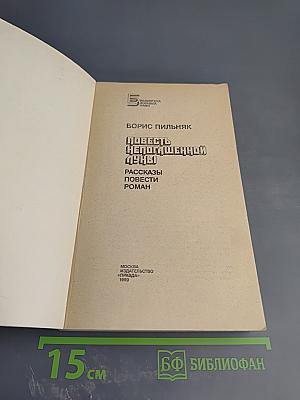 БИБЛИОТЕКА
БОРИС ПИЛЬНЯК
ПОВЕСТЬ
НЕПОГАШЕННОЙ
ЛУНЫ
РАССКАЗЫ
ПОВЕСТИ
РОМАН
МОСКВА
ИЗДАТЕЛЬСТВО
«ПРАВДА»
15 см
БФ БИБЛИОФАН